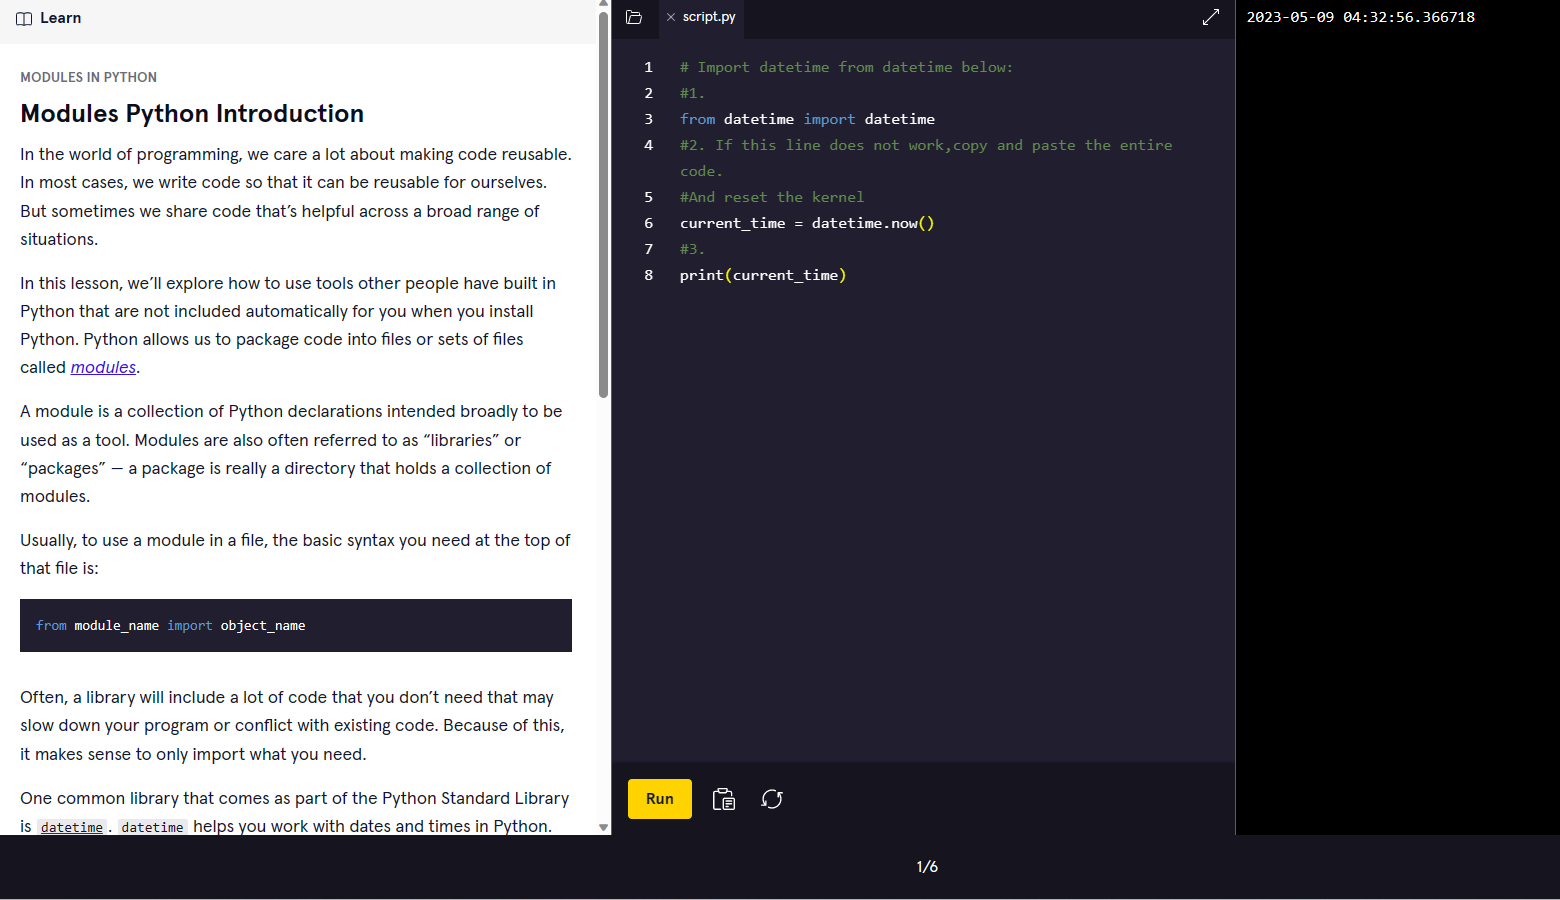 Learn
MODULES IN PYTHON
Modules Python Introduction
In the world of programming, we care a lot about making code reusable.
In most cases, we write code so that it can be reusable for ourselves.
But sometimes we share code that’s helpful across a broad range of
situations.
In this lesson, we’ll explore how to use tools other people have built in
Python that are not included automatically for you when you install
Python. Python allows us to package code into files or sets of files
called modules.
A module is a collection of Python declarations intended broadly to be
used as a tool. Modules are also often referred to as “libraries” or
“packages” — a package is really a directory that holds a collection of
modules.
Usually, to use a module in a file, the basic syntax you need at the top of
that file is:
from module_name import object_name
Often, a library will include a lot of code that you don’t need that may
slow down your program or conflict with existing code. Because of this,
it makes sense to only import what you need.
One common library that comes as part of the Python Standard Library
is datetime. datetime helps you work with dates and times in Python.
script.py
1 # Import datetime from datetime below:
2 #1.
3 from datetime import datetime
4 #2. If this line does not work,copy and paste the entire
code.
5 #And reset the kernel
6 current_time = datetime.now()
7 #3.
8 print(current_time)
Run
2023-05-09 04:32:56.366718
1/6